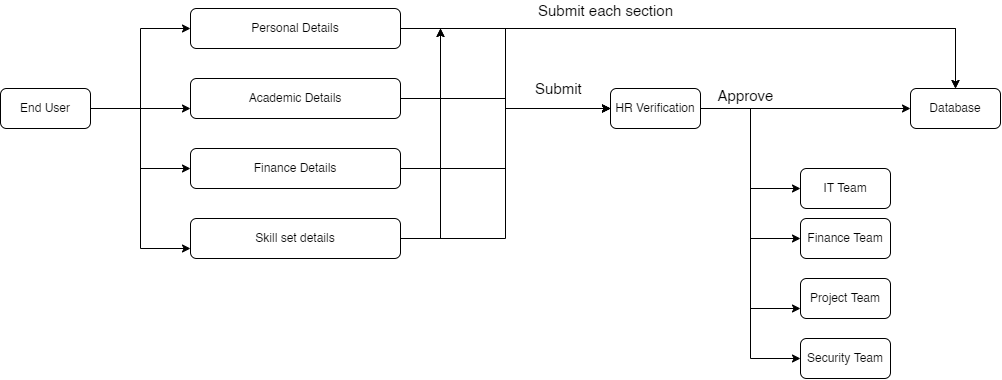 Submit each section
Personal Details
End User
Academic Details
Submit
HR Verification
Approve
Database
Finance Details
IT Team
Skill set details
Finance Team
Project Team
Security Team